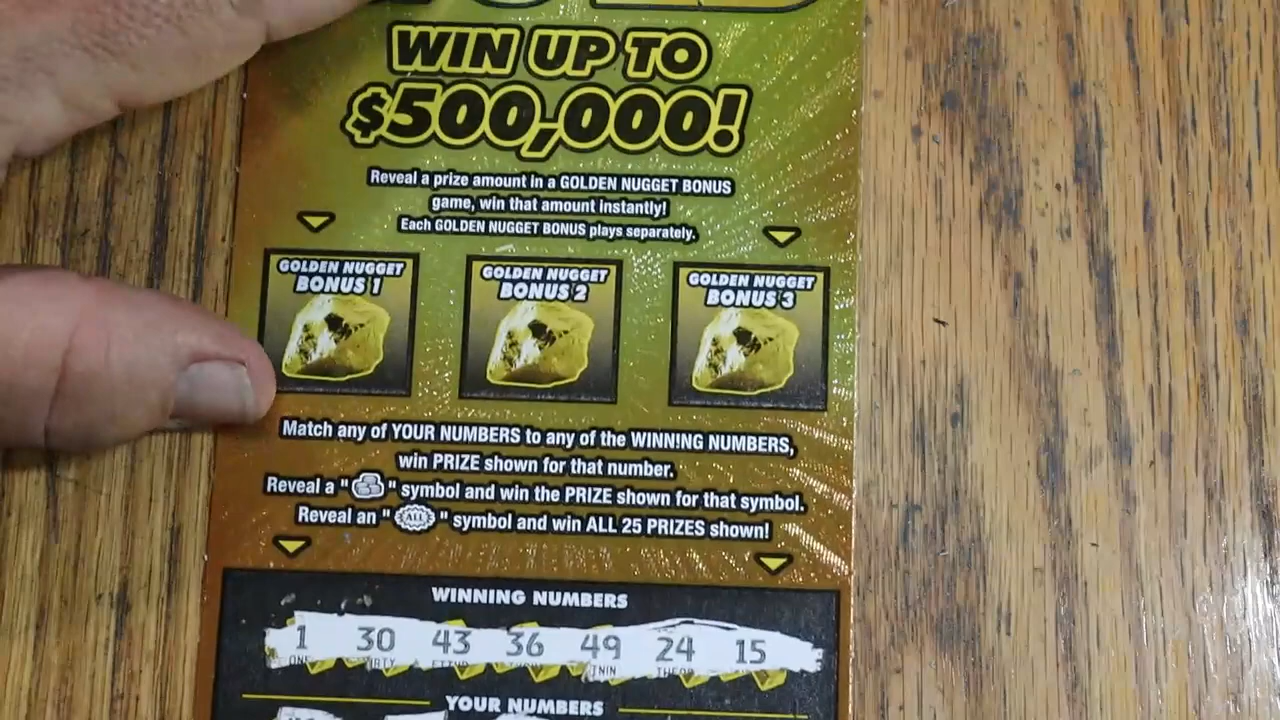 WIN UP TO
$500,000!
Reveal a prize amount in a GOLDEN NUGGET BONUS
game, win that amount instantly!
Each GOLDEN NUGGET BONUS plays separately.
GOLDEN NUGGET
BONUS 1
GOLDEN NUGGET
BONUS 2
GOLDEN NUGGET
BONUS 3
Match any of YOUR NUMBERS to any of the WINNING NUMBERS,
win PRIZE shown for that number.
Reveal a " " symbol and win the PRIZE shown for that symbol.
Reveal an " ALL " symbol and win ALL 25 PRIZES shown!
WINNING NUMBERS
1 30 43 36 49 24 15
YOUR NUMBERS